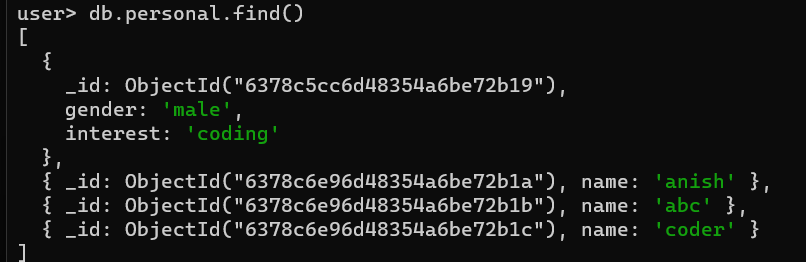 user> db.personal.find()
[
  {
    _id: ObjectId("6378c5cc6d48354a6be72b19"),
    gender: 'male',
    interest: 'coding'
  },
  { _id: ObjectId("6378c6e96d48354a6be72b1a"), name: 'anish' },
  { _id: ObjectId("6378c6e96d48354a6be72b1b"), name: 'abc' },
  { _id: ObjectId("6378c6e96d48354a6be72b1c"), name: 'coder' }
]